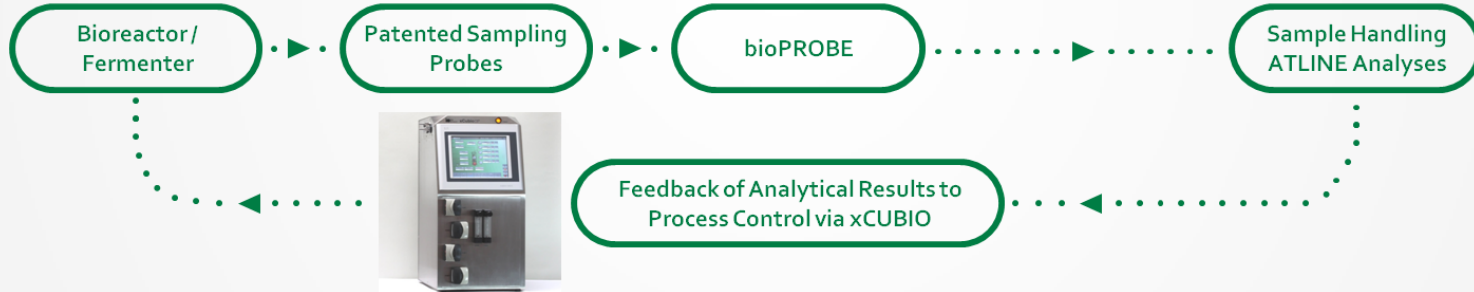 Bioreactor /
Fermenter
Patented Sampling
Probes
bioPROBE
Sample Handling
ATLINE Analyses
Feedback of Analytical Results to
Process Control via xCUBIO